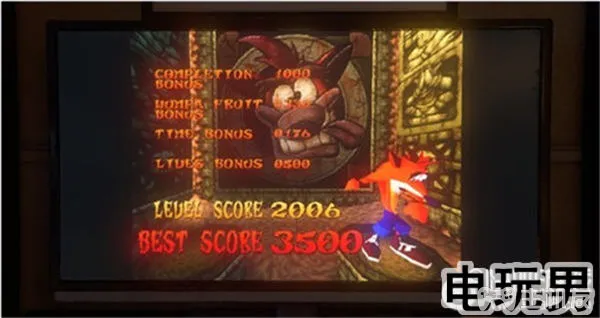 COMPLETION 1000
BONUS
WUMPA FRUIT
BONUS
TIME BONUS 0176
LIVES BONUS 0500
LEVEL SCORE 2006
BEST SCORE 3500
电玩男